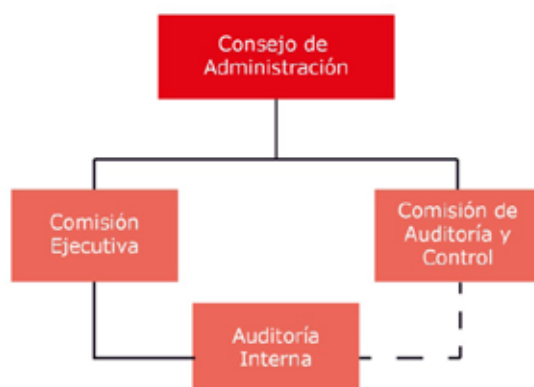 Consejo de
Administración
Comisión
Ejecutiva
Comisión de
Auditoría y
Control
Auditoría
Interna